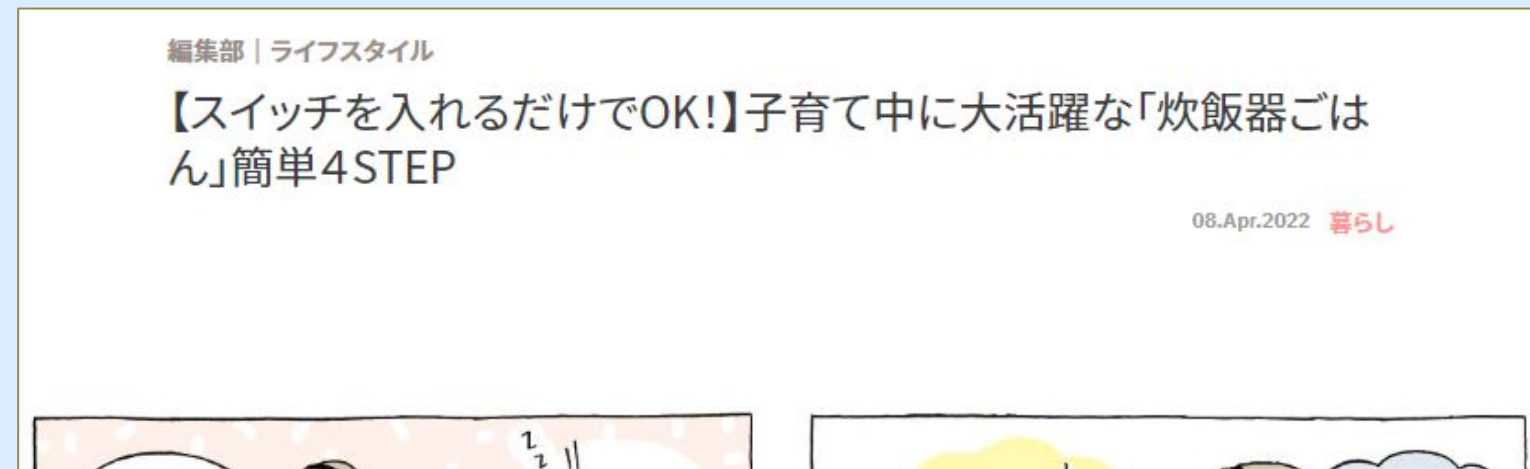 編集部｜ライフスタイル
【スイッチを入れるだけでOK!】子育て中に大活躍な「炊飯器ごは
ん」簡単4STEP
08.Apr.2022 暮らし
z
z